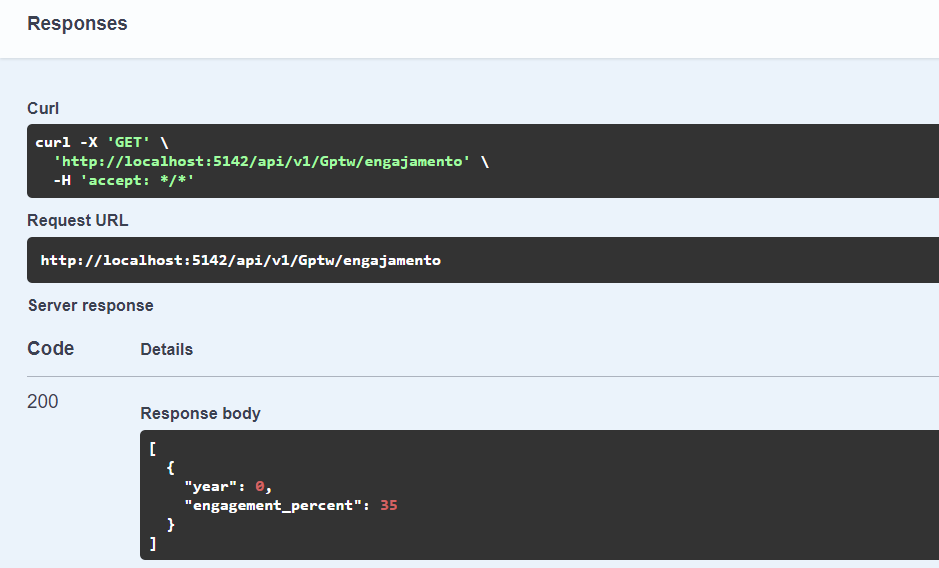 Responses
Curl
curl -X 'GET' \
  'http://localhost:5142/api/v1/Gptw/engajamento' \
  -H 'accept: */*'
Request URL
http://localhost:5142/api/v1/Gptw/engajamento
Server response
Code Details
200
Response body
[
  {
    "year": 0,
    "engagement_percent": 35
  }
]